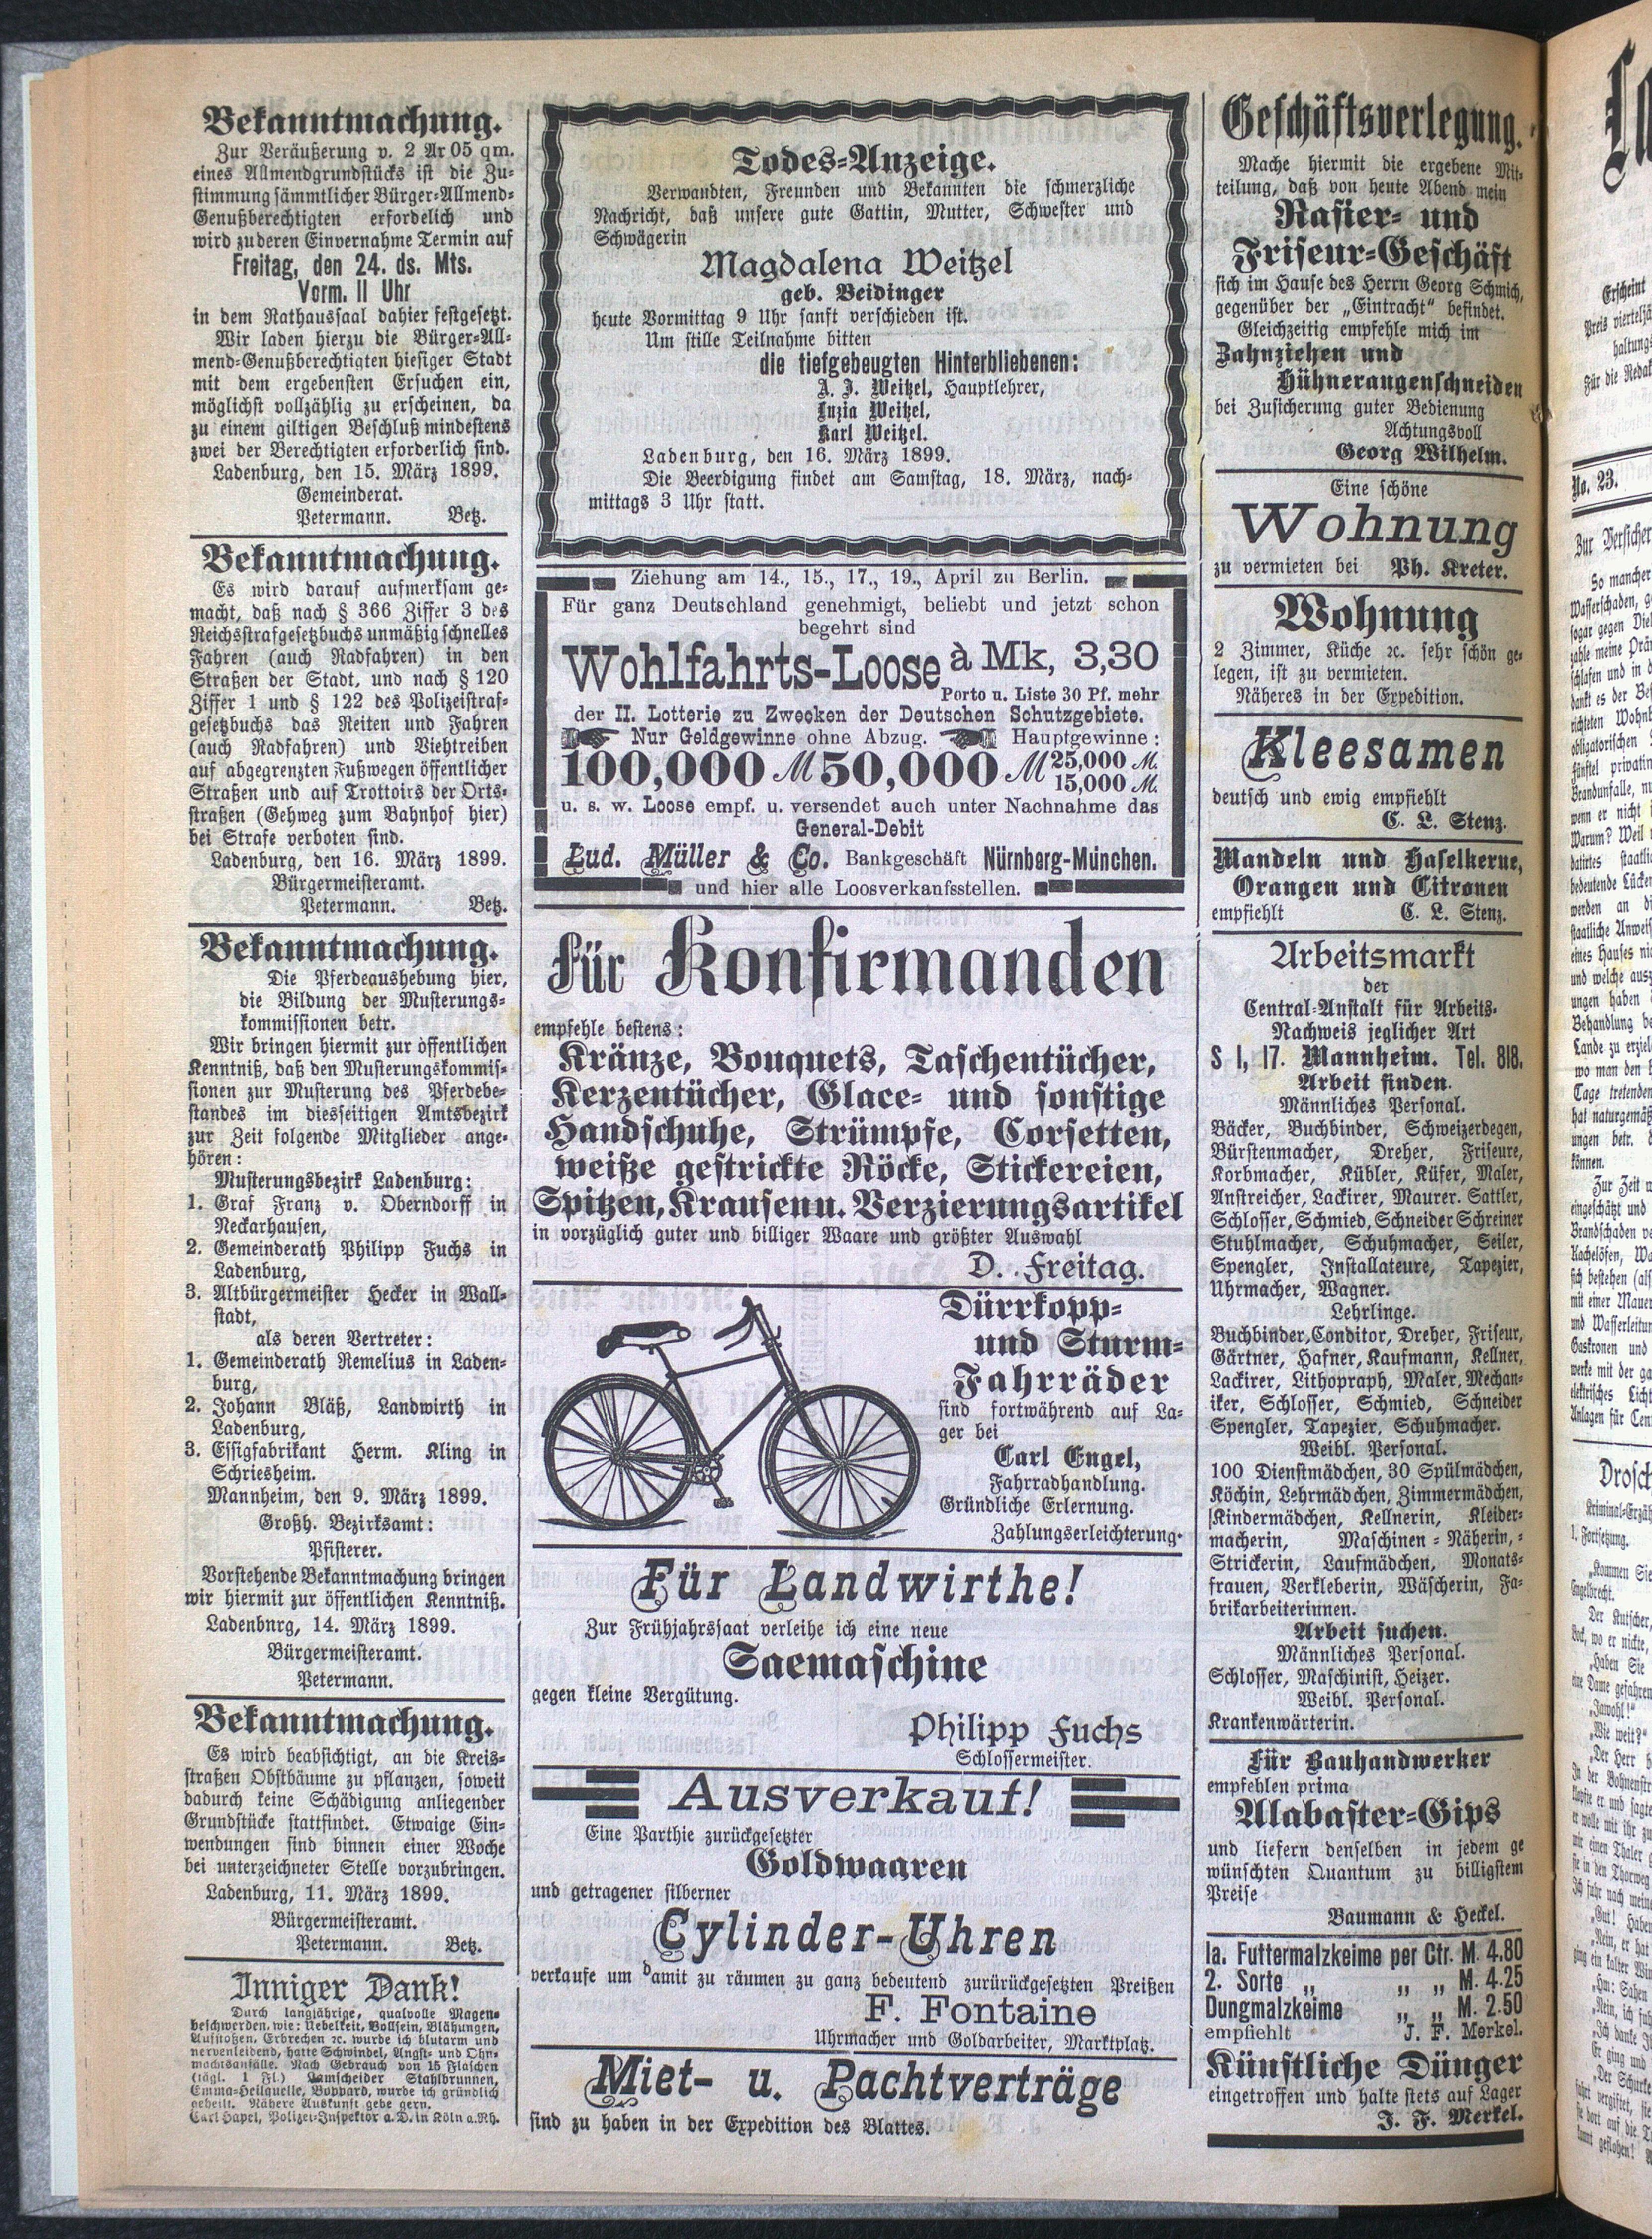 Bekanntmachung.
Zur Veräußerung v. 2 Ar 05 qm.
eines Allmendgrundstücks ist die Zu-
stimmung sämmtlicher Bürger-Allmend-
Genußberechtigten erfordelich und
wird zu deren Einvernahme Termin auf
Freitag, den 24. ds. Mts.
Vorm. 11 Uhr
in dem Rathaussaal dahier festgesetzt.
Wir laden hierzu die Bürger-All-
mend-Genußberechtigten hiesiger Stadt
mit dem ergebensten Ersuchen ein,
möglichst vollzählig zu erscheinen, da
zu einem giltigen Beschluß mindestens
zwei der Berechtigten erforderlich sind.
Ladenburg, den 15. März 1899.
Gemeinderat.
Petermann. Betz.
Bekanntmachung.
Es wird darauf aufmerksam ge-
macht, daß nach § 366 Ziffer 3 des
Reichsstrafgesetzbuchs unmäßig schnelles
Fahren (auch Radfahren) in den
Straßen der Stadt, und nach § 120
Ziffer 1 und § 122 des Polizeistraf-
gesetzbuchs das Reiten und Fahren
(auch Radfahren) und Viehtreiben
auf abgegrenzten Fußwegen öffentlicher
Straßen und auf Trottoirs der Orts-
straßen (Gehweg zum Bahnhof hier)
bei Strafe verboten sind.
Ladenburg, den 16. März 1899.
Bürgermeisteramt.
Petermann. Betz.
Bekanntmachung.
Die Pferdeaushebung hier,
die Bildung der Musterungs-
kommissionen betr.
Wir bringen hiermit zur öffentlichen
Kenntniß, daß den Musterungskommis-
sionen zur Musterung des Pferdebe-
standes im diesseitigen Amtsbezirk
zur Zeit folgende Mitglieder ange-
hören:
Musterungsbezirk Ladenburg:
1. Graf Franz v. Oberndorff in
Neckarhausen,
2. Gemeinderath Philipp Fuchs in
Ladenburg,
3. Altbürgermeister Hecker in Wall-
stadt,
als deren Vertreter:
1. Gemeinderath Remelius in Laden-
burg,
2. Johann Bläß, Landwirth in
Ladenburg,
3. Essigfabrikant Herm. Kling in
Schriesheim.
Mannheim, den 9. März 1899.
Großh. Bezirksamt:
Pfisterer.
Vorstehende Bekanntmachung bringen
wir hiermit zur öffentlichen Kenntniß.
Ladenbnrg, 14. März 1899.
Bürgermeisteramt.
Petermann.
Bekanntmachung.
Es wird beabsichtigt, an die Kreis-
straßen Obstbäume zu pflanzen, soweit
dadurch keine Schädigung anliegender
Grundstücke stattfindet. Etwaige Ein-
wendungen sind binnen einer Woche
bei unterzeichneter Stelle vorzubringen.
Ladenburg, 11. März 1899.
Bürgermeisteramt.
Petermann. Betz.
Inniger Dank!
Durch langjährige, qualvolle Magen-
beschwerden, wie: Uebelkeit, Vollsein, Blähungen,
Aufstoßen, Erbrechen ꝛc. wurde ich blutarm und
nervenleidend, hatte Schwindel, Angst- und Ohn-
machtsanfälle. Nach Gebrauch von 15 Flaschen
(tägl. 1 Fl.) Lamscheider Stahlbrunnen,
Emma-Heilquelle, Boppard, wurde ich gründlich
geheilt. Nähere Auskunft gebe gern.
Carl Hapel, Polizei-Inspektor a. D. in Köln a. Rh.
Todes-Anzeige.
Verwandten, Freunden und Bekannten die schmerzliche
Nachricht, daß unsere gute Gattin, Mutter, Schwester und
Schwägerin
Magdalena Weitzel
geb. Beidinger
heute Vormittag 9 Uhr sanft verschieden ist.
Um stille Teilnahme bitten
die tiefgebeugten Hinterbliebenen:
A. J. Weitzel, Hauptlehrer,
Luzia Weitzel,
Karl Weitzel.
Ladenburg, den 16. März 1899.
Die Beerdigung findet am Samstag, 18. März, nach-
mittags 3 Uhr statt.
Ziehung am 14., 15., 17., 19., April zu Berlin.
Für ganz Deutschland genehmigt, beliebt und jetzt schon
begehrt sind
Wohlfahrts-Loose à Mk, 3,30
Porto u. Liste 30 Pf. mehr
der II. Lotterie zu Zwecken der Deutschen Schutzgebiete.
Nur Geldgewinne ohne Abzug. Hauptgewinne:
100,000 M 50,000 M 25,000 M.
15,000 M.
u. s. w. Loose empf. u. versendet auch unter Nachnahme das
General-Debit
Lud. Müller & Co. Bankgeschäft Nürnberg-München.
und hier alle Loosverkanfsstellen.
Für Konfirmanden
empfehle bestens:
Kränze, Bouquets, Taschentücher,
Kerzentücher, Glace- und sonstige
Handschuhe, Strümpfe, Corsetten,
weiße gestrickte Röcke, Stickereien,
Spitzen, Krausen u. Verzierungsartikel
in vorzüglich guter und billiger Waare und größter Auswahl
D. Freitag.
Dürrkopp-
und Sturm-
Fahrräder
sind fortwährend auf La-
ger bei
Carl Engel,
Fahrradhandlung.
Gründliche Erlernung.
Zahlungserleichterung.
Für Landwirthe!
Zur Frühjahrssaat verleihe ich eine neue
Saemaschine
gegen kleine Vergütung.
Philipp Fuchs
Schlossermeister.
Ausverkauf!
Eine Parthie zurückgesetzter
Goldwaaren
und getragener silberner
Cylinder-Uhren
verkaufe um damit zu räumen zu ganz bedeutend zurürückgesetzten Preißen
F. Fontaine
Uhrmacher und Goldarbeiter, Marktplatz.
Miet- u. Pachtverträge
sind zu haben in der Expedition des Blattes.
Geschäftsverlegung.
Mache hiermit die ergebene Mit-
teilung, daß von heute Abend mein
Rasier- und
Friseur-Geschäft
sich im Hause des Herrn Georg Schmich,
gegenüber der „Eintracht“ befindet.
Gleichzeitig empfehle mich im
Zahnziehen und
Hühneraugenschneiden
bei Zusicherung guter Bedienung
Achtungsvoll
Georg Wilhelm.
Eine schöne
Wohnung
zu vermieten bei Ph. Kreter.
Wohnung
2 Zimmer, Küche ꝛc. sehr schön ge-
legen, ist zu vermieten.
Näheres in der Expedition.
Kleesamen
deutsch und ewig empfiehlt
C. L. Stenz.
Mandeln und Haselkerne,
Orangen und Citronen
empfiehlt C. L. Stenz.
Arbeitsmarkt
der
Central-Anstalt für Arbeits-
Nachweis jeglicher Art
S 1, 17. Mannheim. Tel. 818.
Arbeit finden.
Männliches Personal.
Bäcker, Buchbinder, Schweizerdegen,
Bürstenmacher, Dreher, Friseure,
Korbmacher, Kübler, Küfer, Maler,
Anstreicher, Lackirer, Maurer. Sattler,
Schlosser, Schmied, Schneider Schreiner
Stuhlmacher, Schuhmacher, Seiler,
Spengler, Installateure, Tapezier,
Uhrmacher, Wagner.
Lehrlinge.
Buchbinder, Conditor, Dreher, Friseur,
Gärtner, Hafner, Kaufmann, Kellner,
Lackirer, Lithopraph, Maler, Mechan-
iker, Schlosser, Schmied, Schneider
Spengler, Tapezier, Schuhmacher.
Weibl. Personal.
100 Dienstmädchen, 30 Spülmädchen,
Köchin, Lehrmädchen, Zimmermädchen,
Kindermädchen, Kellnerin, Kleider-
macherin, Maschinen-Näherin,-
Strickerin, Laufmädchen, Monats-
frauen, Verkleberin, Wäscherin, Fa-
brikarbeiterinnen.
Arbeit suchen.
Männliches Personal.
Schlosser, Maschinist, Heizer.
Weibl. Personal.
Krankenwärterin.
Für Bauhandwerker
empfehlen prima
Alabaster-Gips
und liefern denselben in jedem ge
wünschten Quantum zu billigstem
Preise
Baumann & Heckel.
Ia. Futtermalzkeime per Ctr. M. 4.80
2. Sorte „ „ „ M. 4.25
Dungmalzkeime „ „ M. 2.50
empfiehlt J. F. Merkel.
Künstliche Dünger
eingetroffen und halte stets auf Lager
J. F. Merkel.
No. 23.